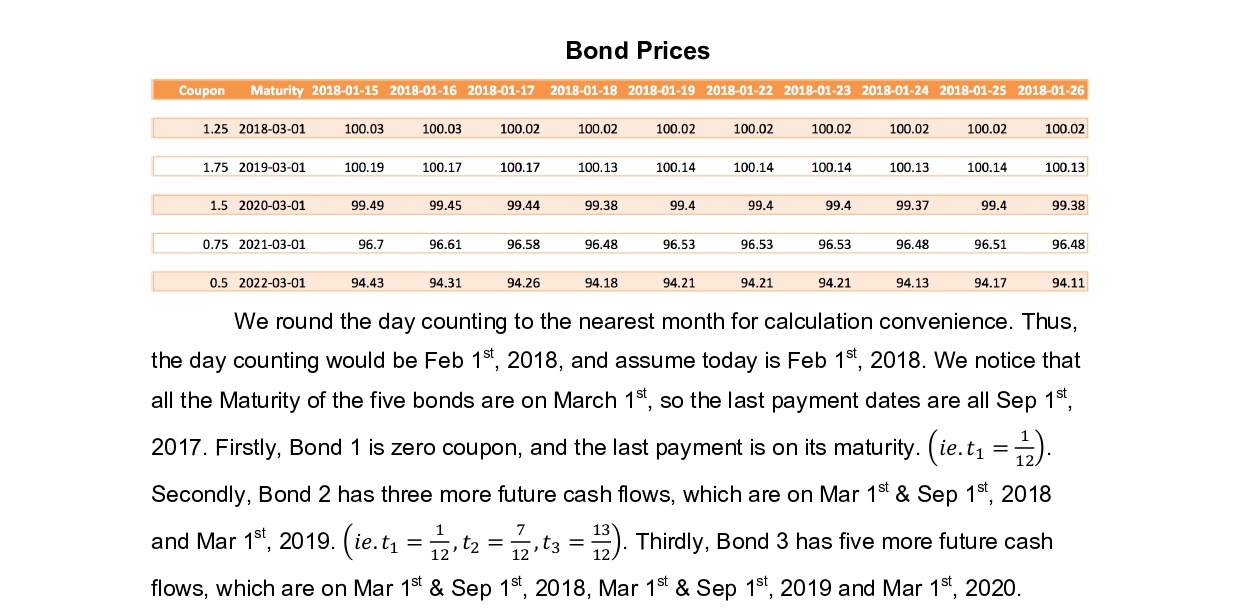 Bond Prices
Coupon Maturity 2018-01-15 2018-01-16 2018-01-17 2018-01-18 2018-01-19 2018-01-22 2018-01-23 2018-01-24 2018-01-25 2018-01-26
1.25 2018-03-01 100.03 100.03 100.02 100.02 100.02 100.02 100.02 100.02 100.02 100.02
1.75 2019-03-01 100.19 100.17 100.17 100.13 100.14 100.14 100.14 100.13 100.14 100.13
1.5 2020-03-01 99.49 99.45 99.44 99.38 99.4 99.4 99.4 99.37 99.4 99.38
0.75 2021-03-01 96.7 96.61 96.58 96.48 96.53 96.53 96.53 96.48 96.51 96.48
0.5 2022-03-01 94.43 94.31 94.26 94.18 94.21 94.21 94.21 94.13 94.17 94.11
We round the day counting to the nearest month for calculation convenience. Thus,
the day counting would be Feb 1st, 2018, and assume today is Feb 1st, 2018. We notice that
all the Maturity of the five bonds are on March 1st, so the last payment dates are all Sep 1st,
2017. Firstly, Bond 1 is zero coupon, and the last payment is on its maturity. (ie. t₁ = 1/12).
Secondly, Bond 2 has three more future cash flows, which are on Mar 1st & Sep 1st, 2018
and Mar 1st, 2019. (ie. t₁ = 1/12, t₂ = 7/12, t₃ = 13/12). Thirdly, Bond 3 has five more future cash
flows, which are on Mar 1st & Sep 1st, 2018, Mar 1st & Sep 1st, 2019 and Mar 1st, 2020.